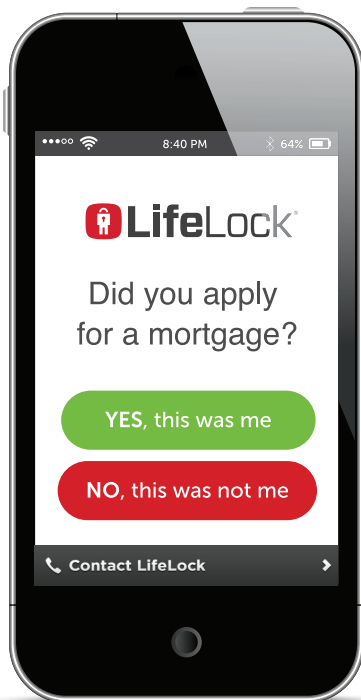 8:40 PM 64%
LifeLock
Did you apply
for a mortgage?
YES, this was me
NO, this was not me
Contact LifeLock